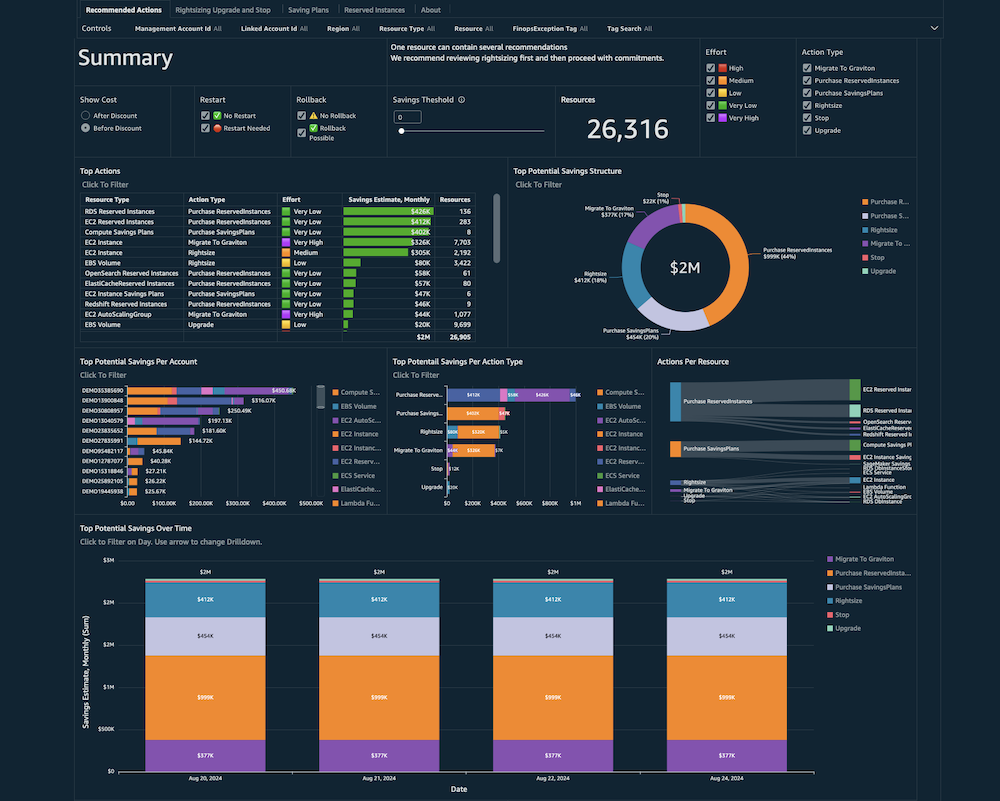 Recommended Actions Rightsizing Upgrade and Stop Saving Plans Reserved Instances About
Controls Management Account Id All Linked Account Id All Region All Resource Type All Resource All FinopsException Tag All Tag Search All
Summary
One resource can contain several recommendations
We recommend reviewing rightsizing first and then proceed with commitments.
Effort
High
Medium
Low
Very Low
Very High
Action Type
Migrate To Graviton
Purchase ReservedInstances
Purchase SavingsPlans
Rightsize
Stop
Upgrade
Show Cost
After Discount
Before Discount
Restart
No Restart
Restart Needed
Rollback
No Rollback
Rollback
Possible
Savings Theshold
0
Resources
26,316
Top Actions
Click To Filter
Resource Type Action Type Effort Savings Estimate, Monthly Resources
RDS Reserved Instances Purchase ReservedInstances Very Low $426K 136
EC2 Reserved Instances Purchase ReservedInstances Very Low $412K 283
Compute Savings Plans Purchase SavingsPlans Very Low $402K 8
EC2 Instance Migrate To Graviton Very High $326K 7,703
EC2 Instance Rightsize Medium $305K 2,192
EBS Volume Rightsize Low $80K 3,422
OpenSearch Reserved Instances Purchase ReservedInstances Very Low $58K 61
ElastiCacheReserved Instances Purchase ReservedInstances Very Low $57K 80
EC2 Instance Savings Plans Purchase SavingsPlans Very Low $47K 6
Redshift Reserved Instances Purchase ReservedInstances Very Low $46K 9
EC2 AutoScalingGroup Migrate To Graviton Very High $44K 1,077
EBS Volume Upgrade Low $20K 9,699
$2M 26,905
Top Potential Savings Structure
Click To Filter
Stop
$22K (1%)
Migrate To Graviton
$377K (17%)
Rightsize
$412K (18%)
Purchase SavingsPlans
$454K (20%)
Purchase ReservedInstances
$999K (44%)
$2M
Purchase R...
Purchase S...
Rightsize
Migrate To ...
Stop
Upgrade
Top Potential Savings Per Account
Click To Filter
DEMO35385690 $450.68K
DEMO13900848 $316.07K
DEMO30808957 $250.49K
DEMO13040579 $197.13K
DEMO23835652 $181.60K
DEMO27835991 $144.72K
DEMO95482117 $45.84K
DEMO12787077 $40.28K
DEMO15318846 $27.21K
DEMO25892105 $26.22K
DEMO19445938 $25.67K
$0.00 $100.00K $200.00K $300.00K $400.00K $500.00K
Compute S...
EBS Volume
EC2 AutoSc...
EC2 Instance
EC2 Instanc...
EC2 Reserv...
ECS Service
ElastiCache...
Lambda Fu...
Top Potentail Savings Per Action Type
Click To Filter
Purchase Reserve... $412K $58K $426K $46K
Purchase Savings... $402K $47K
Rightsize $80K $320K $5K
Migrate To Graviton $44K $326K $7K
Stop $12K
Upgrade $20K
$0 $200K $400K $600K $800K $1M
Compute S...
EBS Volume
EC2 AutoSc...
EC2 Instance
EC2 Instanc...
EC2 Reserv...
ECS Service
ElastiCache...
Lambda Fu...
Actions Per Resource
Purchase ReservedInstances
Purchase SavingsPlans
Rightsize
Migrate To Graviton
Upgrade
Stop
EC2 Reserved Instar
RDS Reserved Instan
OpenSearch Reserve
ElastiCacheReserved
Redshift Reserved I
Compute Savings Pl
EC2 Instance Saving
SageMaker Savings
RDS DbInstanceStor
ECS Service
EC2 Instance
Lambda Function
EBS Volume
EC2 AutoScalingGrc
RDS DbInstance
Top Potential Savings Over Time
Click to Filter on Day. Use arrow to change Drilldown.
Savings Estimate, Monthly (Sum)
$3M
$2M
$2M
$1M
$500K
$0
$2M $2M $2M $2M
$412K $412K $412K $412K
$454K $454K $454K $454K
$999K $999K $999K $999K
$377K $377K $377K $377K
Aug 20, 2024 Aug 21, 2024 Aug 22, 2024 Aug 24, 2024
Date
Migrate To Graviton
Purchase ReservedInsta...
Purchase SavingsPlans
Rightsize
Stop
Upgrade